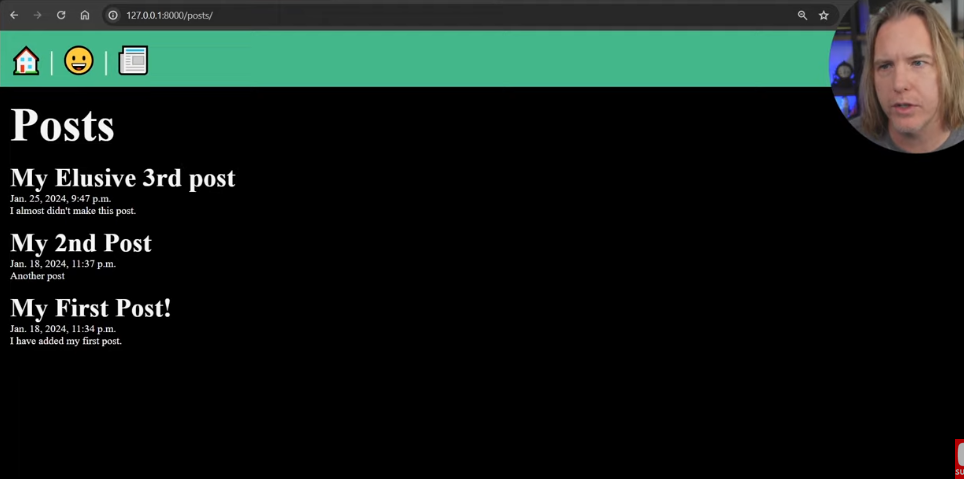 127.0.0.1:8000/posts/
Posts
My Elusive 3rd post
Jan. 25, 2024, 9:47 p.m.
I almost didn't make this post.
My 2nd Post
Jan. 18, 2024, 11:37 p.m.
Another post
My First Post!
Jan. 18, 2024, 11:34 p.m.
I have added my first post.
SU